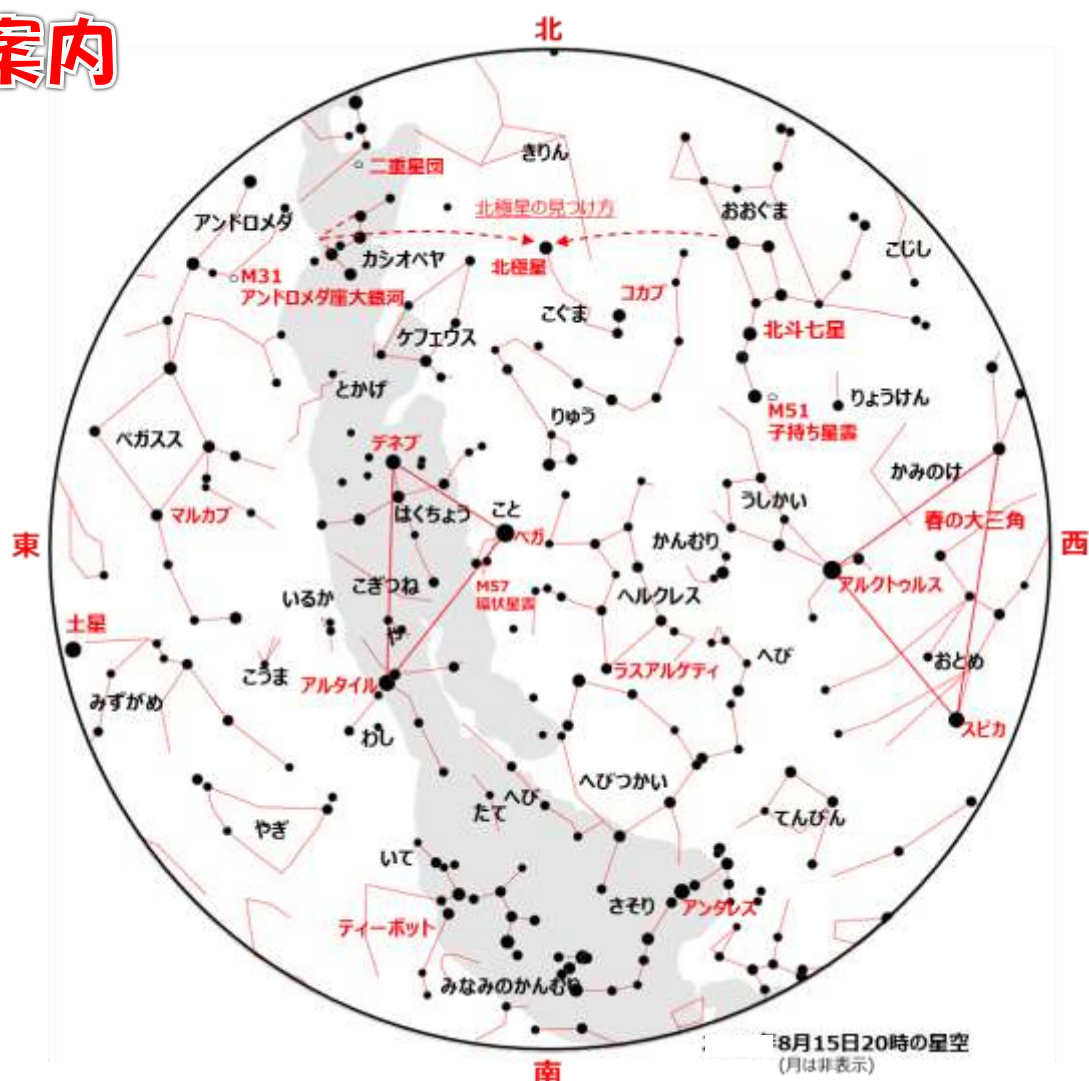 案内
北
きりん
二重星団
アンドロメダ
北極星の見つけ方
おおぐま
こじし
カシオペヤ
北極星
M31
アンドロメダ座大銀河
コカブ
こぐま
北斗七星
ケフェウス
とかげ
りょうけん
りゅう
M51
子持ち星雲
ペガスス
デネブ
かみのけ
うしかい
マルカブ
はくちょう
こと
ベガ
春の大三角
東
かんむり
西
アルクトゥルス
こぎつね
M57
環状星雲
いるか
ヘルクレス
土星
や
へび
おとめ
こうま
アルタイル
ラスアルゲティ
みずがめ
スピカ
わし
へびつかい
へび
たて
てんびん
やぎ
いて
さそり
アンタレス
ティーポット
みなみのかんむり
8月15日20時の星空
(月は非表示)
南